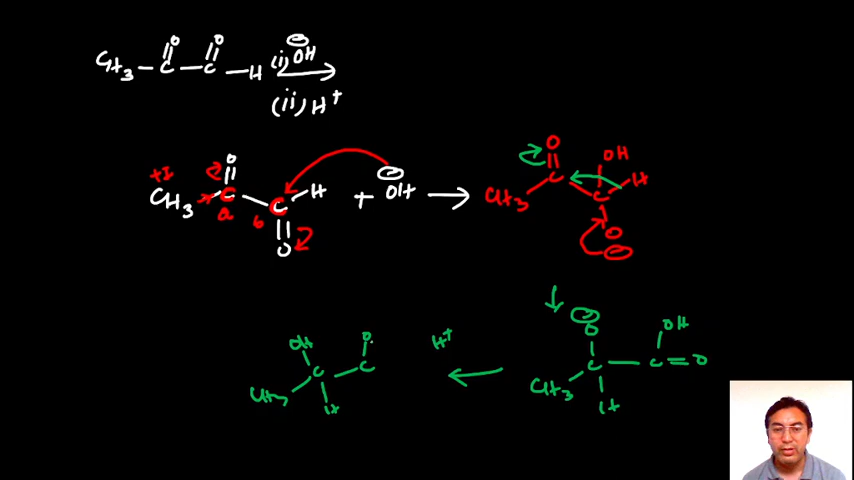 O O
CH3 – C – C – H (i) ⊖OH
(ii) H+
+I O
CH3 C C H + ⊖OH →
a b
O
O OH
CH3 C C H
O ⊖
↓ ⊖
OH O H+ O OH
CH3 C C ← CH3 C – C = O
H H